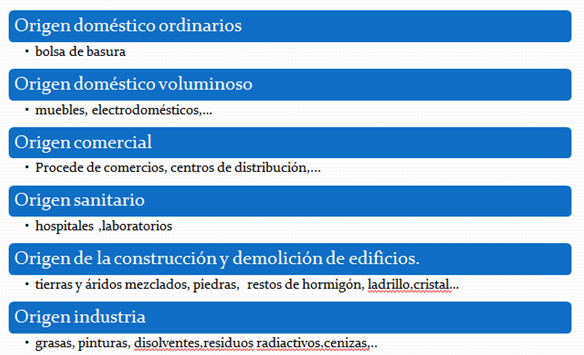 Origen doméstico ordinarios
• bolsa de basura
Origen doméstico voluminoso
• muebles, electrodomésticos,...
Origen comercial
• Procede de comercios, centros de distribución,...
Origen sanitario
• hospitales ,laboratorios
Origen de la construcción y demolición de edificios.
• tierras y áridos mezclados, piedras, restos de hormigón, ladrillo,cristal...
Origen industria
• grasas, pinturas, disolventes,residuos radiactivos,cenizas,..